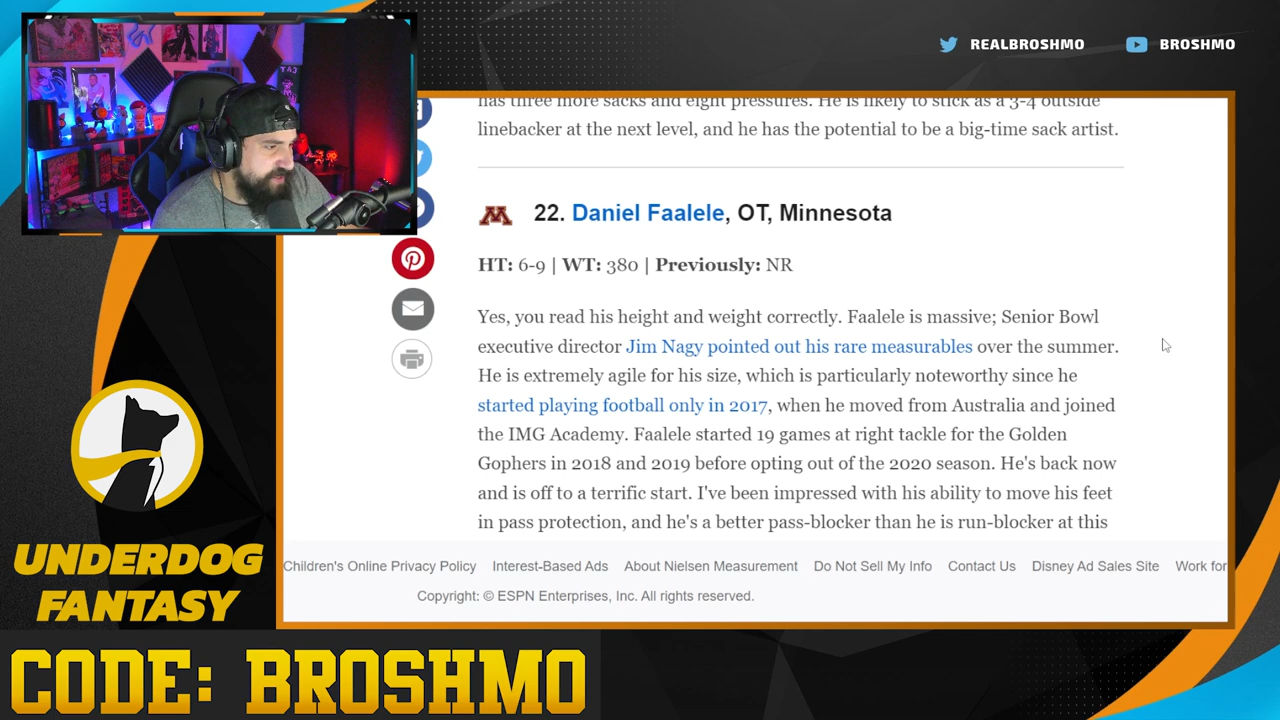 REALBROSHMO
BROSHMO
has three more sacks and eight pressures. He is likely to stick as a 3-4 outside
linebacker at the next level, and he has the potential to be a big-time sack artist.
22. Daniel Faalele, OT, Minnesota
HT: 6-9 | WT: 380 | Previously: NR
Yes, you read his height and weight correctly. Faalele is massive; Senior Bowl
executive director Jim Nagy pointed out his rare measurables over the summer.
He is extremely agile for his size, which is particularly noteworthy since he
started playing football only in 2017, when he moved from Australia and joined
the IMG Academy. Faalele started 19 games at right tackle for the Golden
Gophers in 2018 and 2019 before opting out of the 2020 season. He's back now
and is off to a terrific start. I've been impressed with his ability to move his feet
in pass protection, and he's a better pass-blocker than he is run-blocker at this
Children's Online Privacy Policy Interest-Based Ads About Nielsen Measurement Do Not Sell My Info Contact Us Disney Ad Sales Site Work for
Copyright: © ESPN Enterprises, Inc. All rights reserved.
UNDERDOG
FANTASY
CODE: BROSHMO